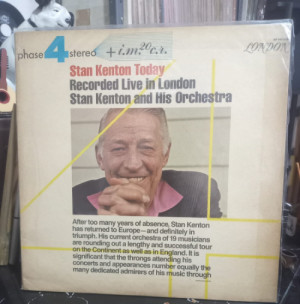 phase 4 stereo + i.m. 20 c.r.
LONDON
Stan Kenton Today
Recorded Live in London
Stan Kenton and His Orchestra
After too many years of absence, Stan Kenton
has returned to Europe—and definitely in
triumph. His current orchestra of 19 musicians
are rounding out a lengthy and successful tour
on the Continent as well as in England. It is
significant that the throngs attending his
concerts and appearances number equally the
many dedicated admirers of his music through